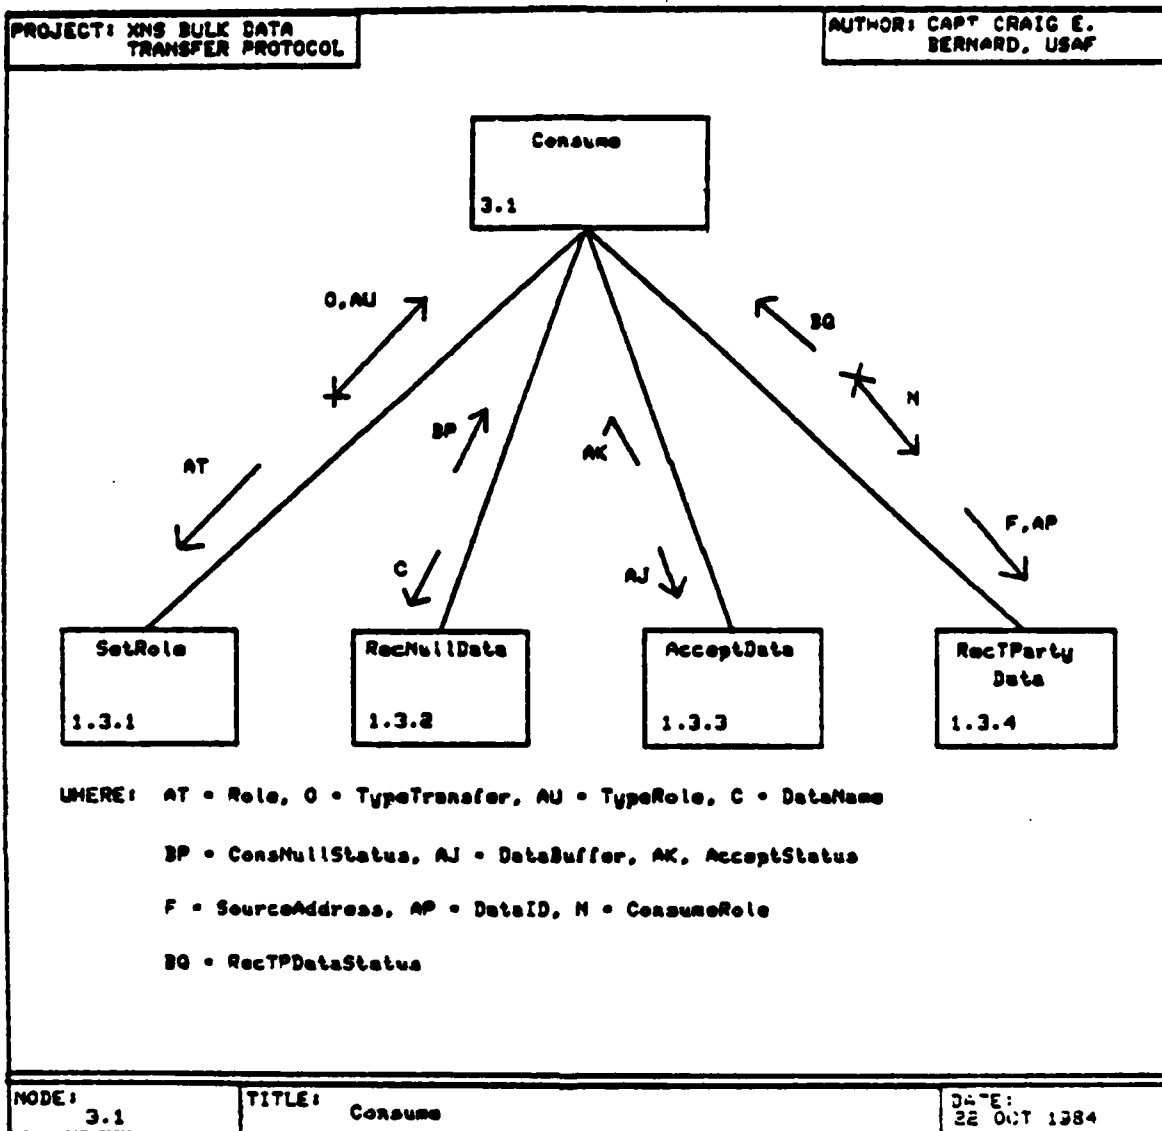 PROJECT: XNS BULK DATA
TRANSFER PROTOCOL
AUTHOR: CAPT CRAIG E.
BERNARD, USAF
Consume
3.1
O,AU
BQ
N
BP
AK
AT
F,AP
C
AJ
SetRole
1.3.1
RecNullData
1.3.2
AcceptData
1.3.3
RecTParty
Data
1.3.4
WHERE: AT = Role, O = TypeTransfer, AU = TypeRole, C = DataName
BP = ConsNullStatus, AJ = DataBuffer, AK, AcceptStatus
F = SourceAddress, AP = DataID, N = ConsumeRole
BQ = RecTPDataStatus
NODE:
3.1
TITLE:
Consume
DATE:
22 OCT 1984